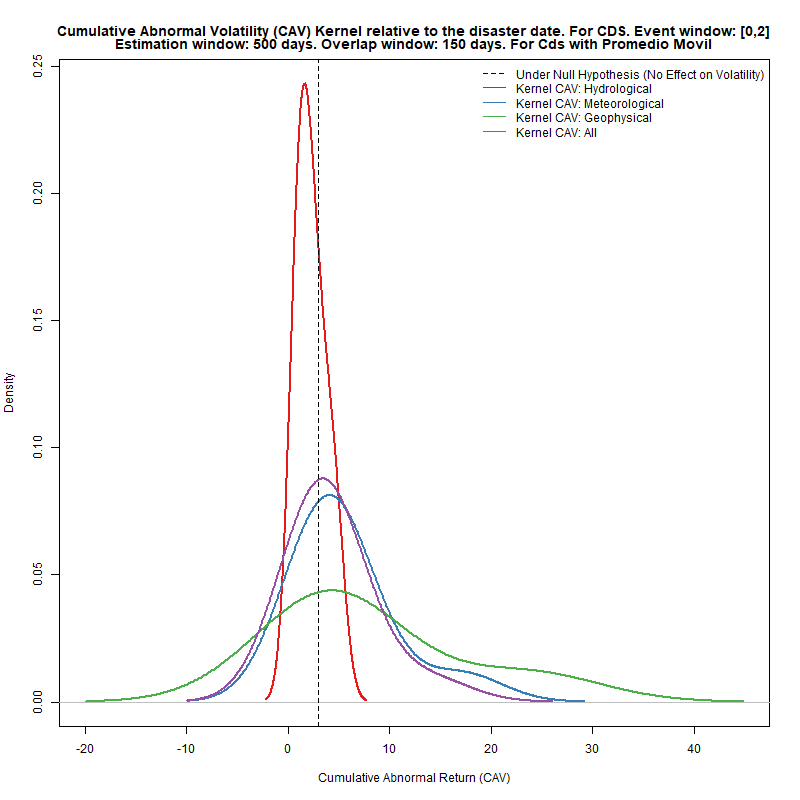 Cumulative Abnormal Volatility (CAV) Kernel relative to the disaster date. For CDS. Event window: [0,2]
Estimation window: 500 days. Overlap window: 150 days. For Cds with Promedio Movil
Under Null Hypothesis (No Effect on Volatility)
Kernel CAV: Hydrological
Kernel CAV: Meteorological
Kernel CAV: Geophysical
Kernel CAV: All
Density
0.25
0.20
0.15
0.10
0.05
0.00
-20 -10 0 10 20 30 40
Cumulative Abnormal Return (CAV)